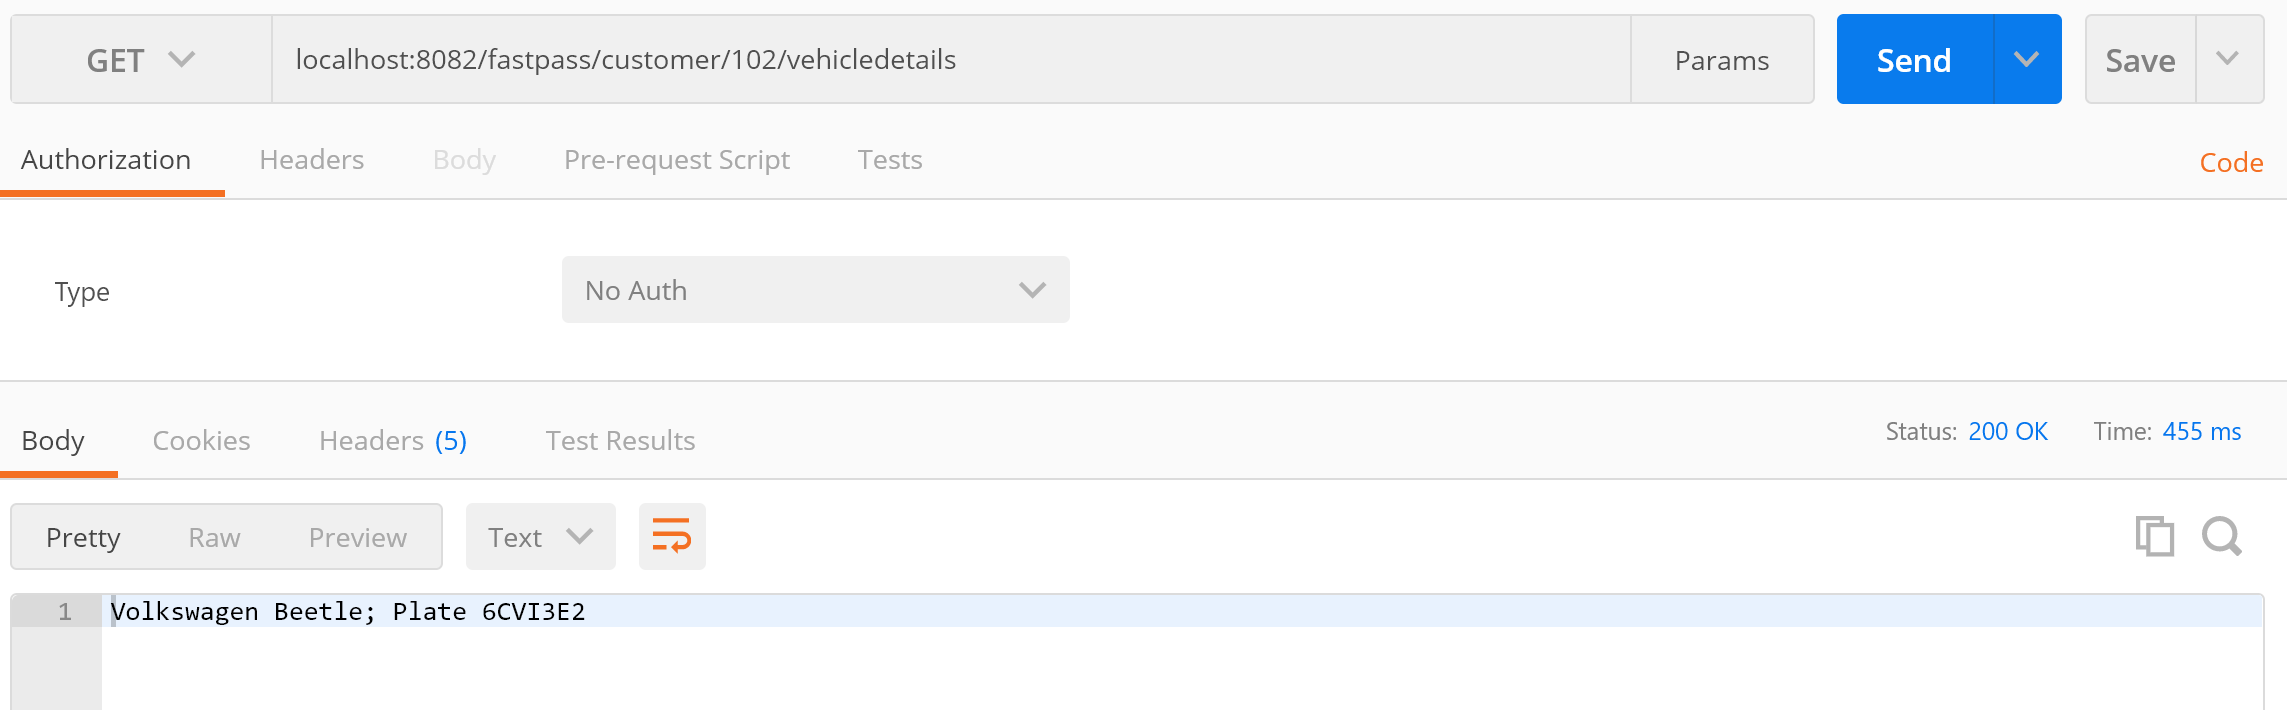 GET localhost:8082/fastpass/customer/102/vehicledetails Params Send Save
Authorization Headers Body Pre-request Script Tests Code
Type No Auth
Body Cookies Headers (5) Test Results Status: 200 OK Time: 455 ms
Pretty Raw Preview Text
1 Volkswagen Beetle; Plate 6CVI3E2